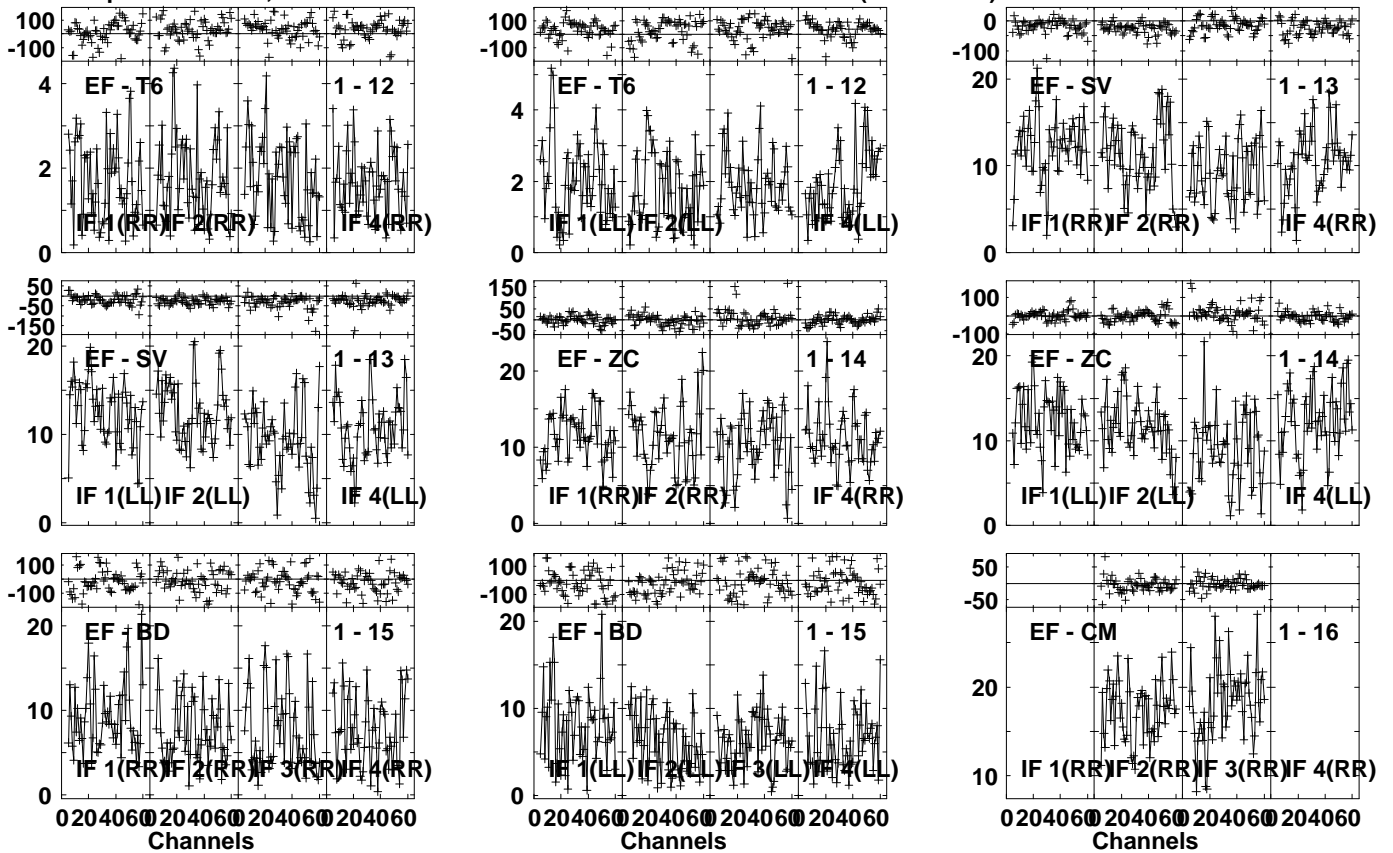 100 100 0
-100 -100 -100
EF - T6 1 - 12 EF - T6 1 - 12 EF - SV 1 - 13
4 4 20
2 2 10
IF 1(RR) IF 2(RR) IF 4(RR) IF 1(LL) IF 2(LL) IF 4(LL) IF 1(RR) IF 2(RR) IF 4(RR)
0 0 0
50 150 100
-50 50 -100
-150 -50
EF - SV 1 - 13 EF - ZC 1 - 14 EF - ZC 1 - 14
20 20 20
10 10 10
IF 1(LL) IF 2(LL) IF 4(LL) IF 1(RR) IF 2(RR) IF 4(RR) IF 1(LL) IF 2(LL) IF 4(LL)
0 0 0
100 100 50
-100 -100 -50
EF - BD 1 - 15 EF - BD 1 - 15 EF - CM 1 - 16
20 20 20
10 10 10
IF 1(RR) IF 2(RR) IF 3(RR) IF 4(RR) IF 1(LL) IF 2(LL) IF 3(LL) IF 4(LL) IF 1(RR) IF 2(RR) IF 3(RR) IF 4(RR)
0 0
0 20 40 60 0 20 40 60 0 20 40 60 0 20 40 60 0 20 40 60 0 20 40 60 0 20 40 60 0 20 40 60 0 20 40 60 0 20 40 60 0 20 40 60 0 20 40 60
Channels Channels Channels